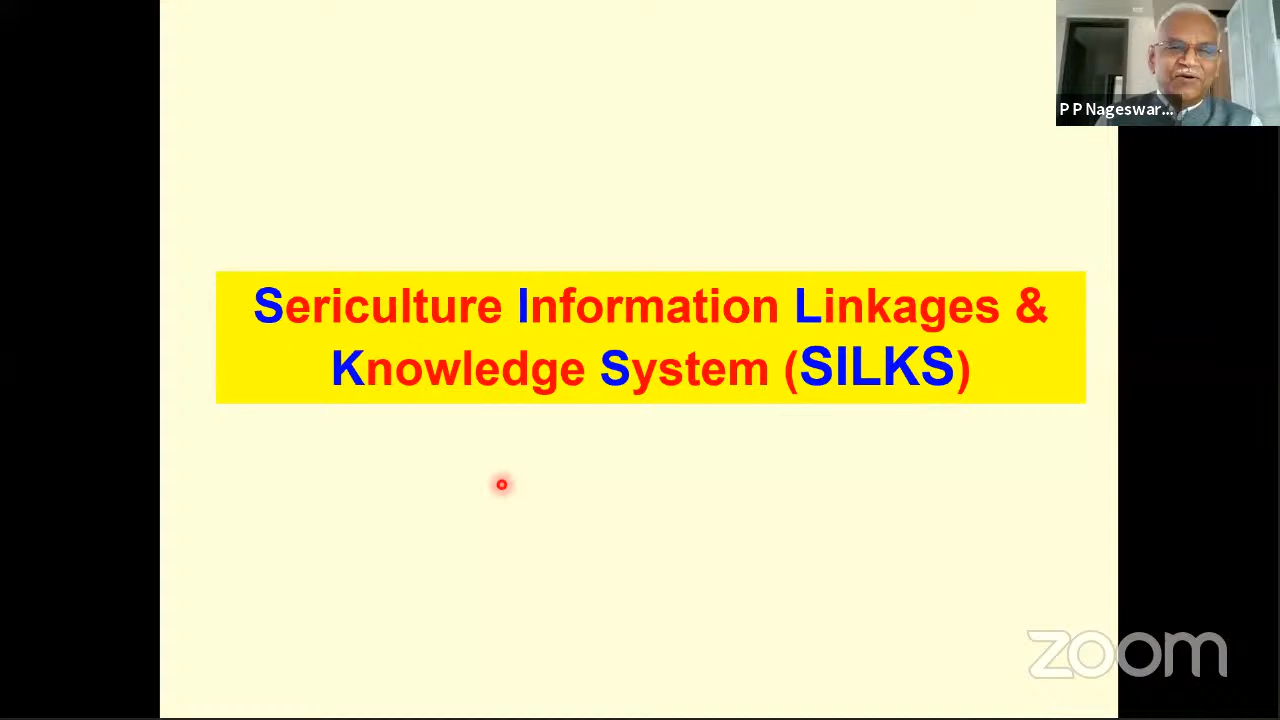 P P Nageswar...
Sericulture Information Linkages &
Knowledge System (SILKS)
zoom